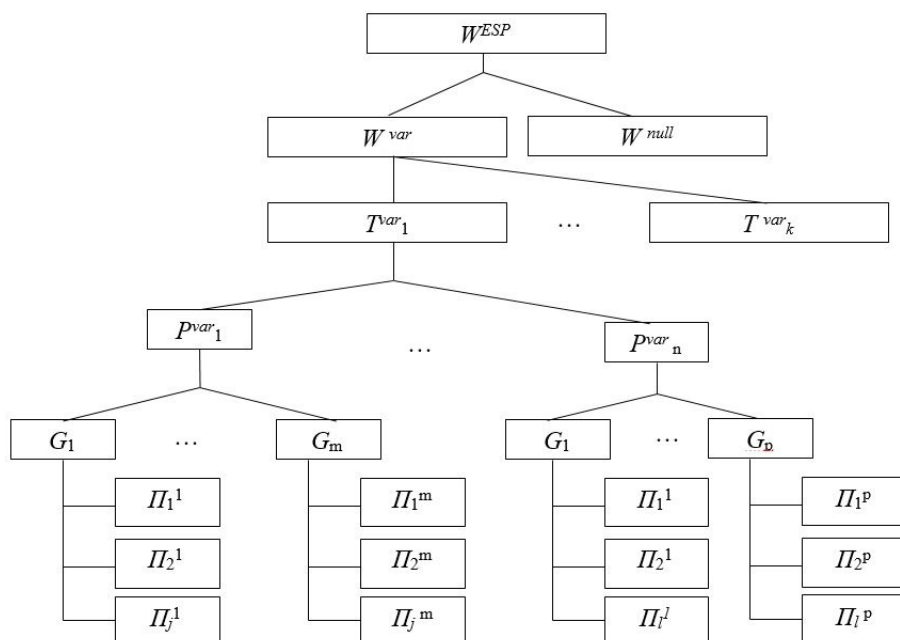 W^ESP
W^var W^null
T^var_1 … T^var_k
P^var_1 … P^var_n
G_1 … G_m G_1 … G_p
Π_1^1 Π_1^m Π_1^1 Π_1^p
Π_2^1 Π_2^m Π_2^1 Π_2^p
Π_j^1 Π_j^m Π_l^l Π_l^p